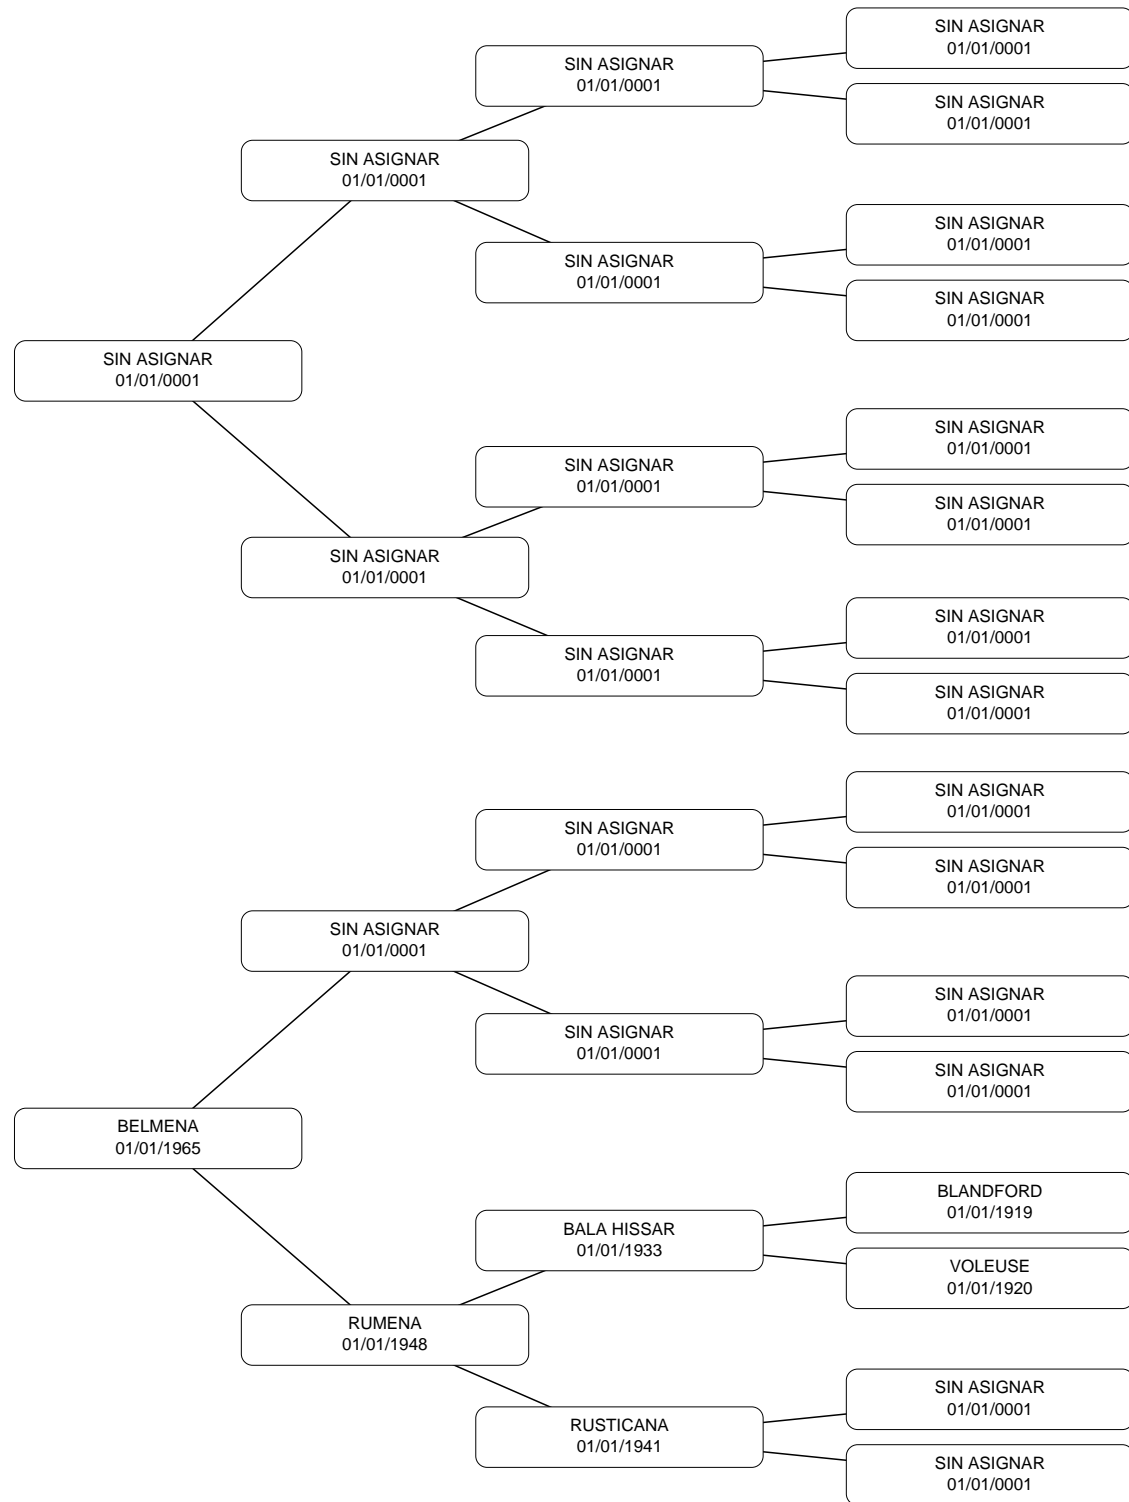 SIN ASIGNAR
01/01/0001
SIN ASIGNAR
01/01/0001
SIN ASIGNAR
01/01/0001
SIN ASIGNAR
01/01/0001
SIN ASIGNAR
01/01/0001
SIN ASIGNAR
01/01/0001
SIN ASIGNAR
01/01/0001
SIN ASIGNAR
01/01/0001
SIN ASIGNAR
01/01/0001
SIN ASIGNAR
01/01/0001
SIN ASIGNAR
01/01/0001
SIN ASIGNAR
01/01/0001
SIN ASIGNAR
01/01/0001
SIN ASIGNAR
01/01/0001
SIN ASIGNAR
01/01/0001
SIN ASIGNAR
01/01/0001
SIN ASIGNAR
01/01/0001
SIN ASIGNAR
01/01/0001
SIN ASIGNAR
01/01/0001
SIN ASIGNAR
01/01/0001
SIN ASIGNAR
01/01/0001
SIN ASIGNAR
01/01/0001
BELMENA
01/01/1965
BLANDFORD
01/01/1919
BALA HISSAR
01/01/1933
VOLEUSE
01/01/1920
RUMENA
01/01/1948
SIN ASIGNAR
01/01/0001
RUSTICANA
01/01/1941
SIN ASIGNAR
01/01/0001